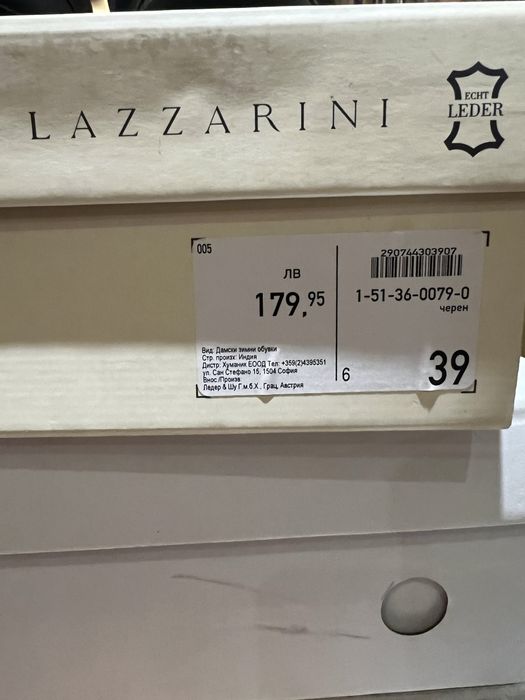 LAZZARINI
ECHT
LEDER
005
ЛВ
179,95
Вид: Дамски зимни обувки
Стр. произх: Индия
Дистр: Хуманик ЕООД Тел: +359(2)4395351
ул. Сан Стефано 15, 1504 София
Внос./Произв
Ледер & Шу Г.м.б.Х., Грац, Австрия
290744303907
1-51-36-0079-0
черен
6
39